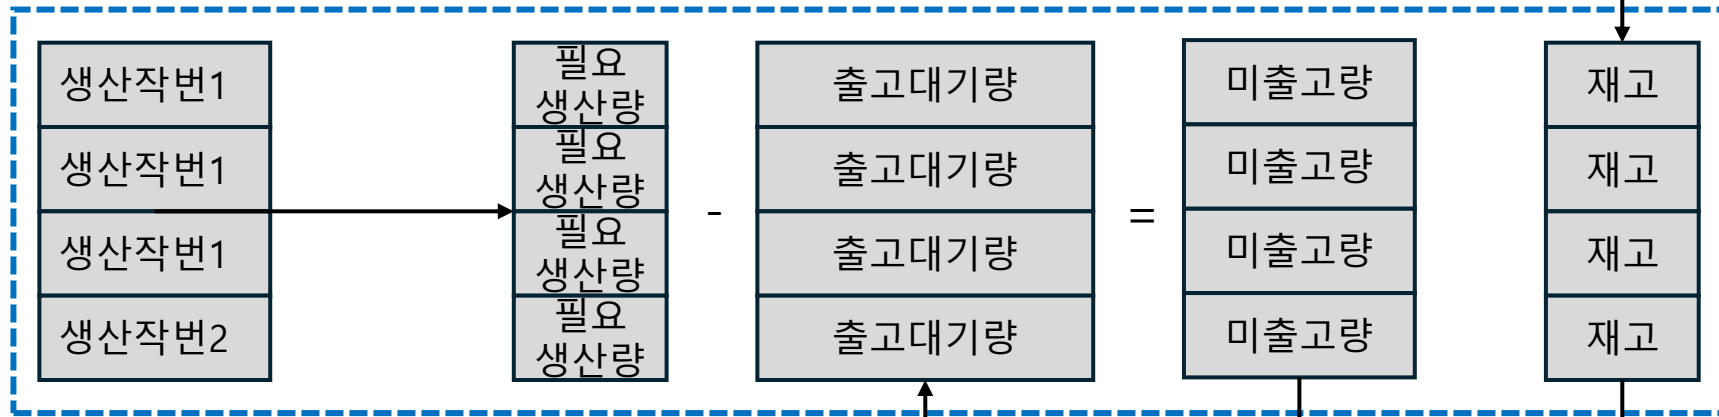 생산작번1
필요
생산량
출고대기량
미출고량
재고
생산작번1
필요
생산량
출고대기량
미출고량
재고
-
=
생산작번1
필요
생산량
출고대기량
미출고량
재고
생산작번2
필요
생산량
출고대기량
미출고량
재고